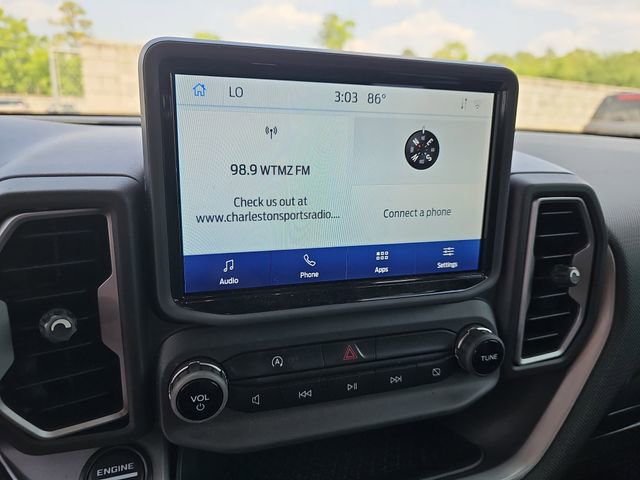 LO 3:03 86°
98.9 WTMZ FM
Check us out at
www.charlestonsportsradio....
Connect a phone
Audio Phone Apps Settings
VOL
TUNE
ENGINE